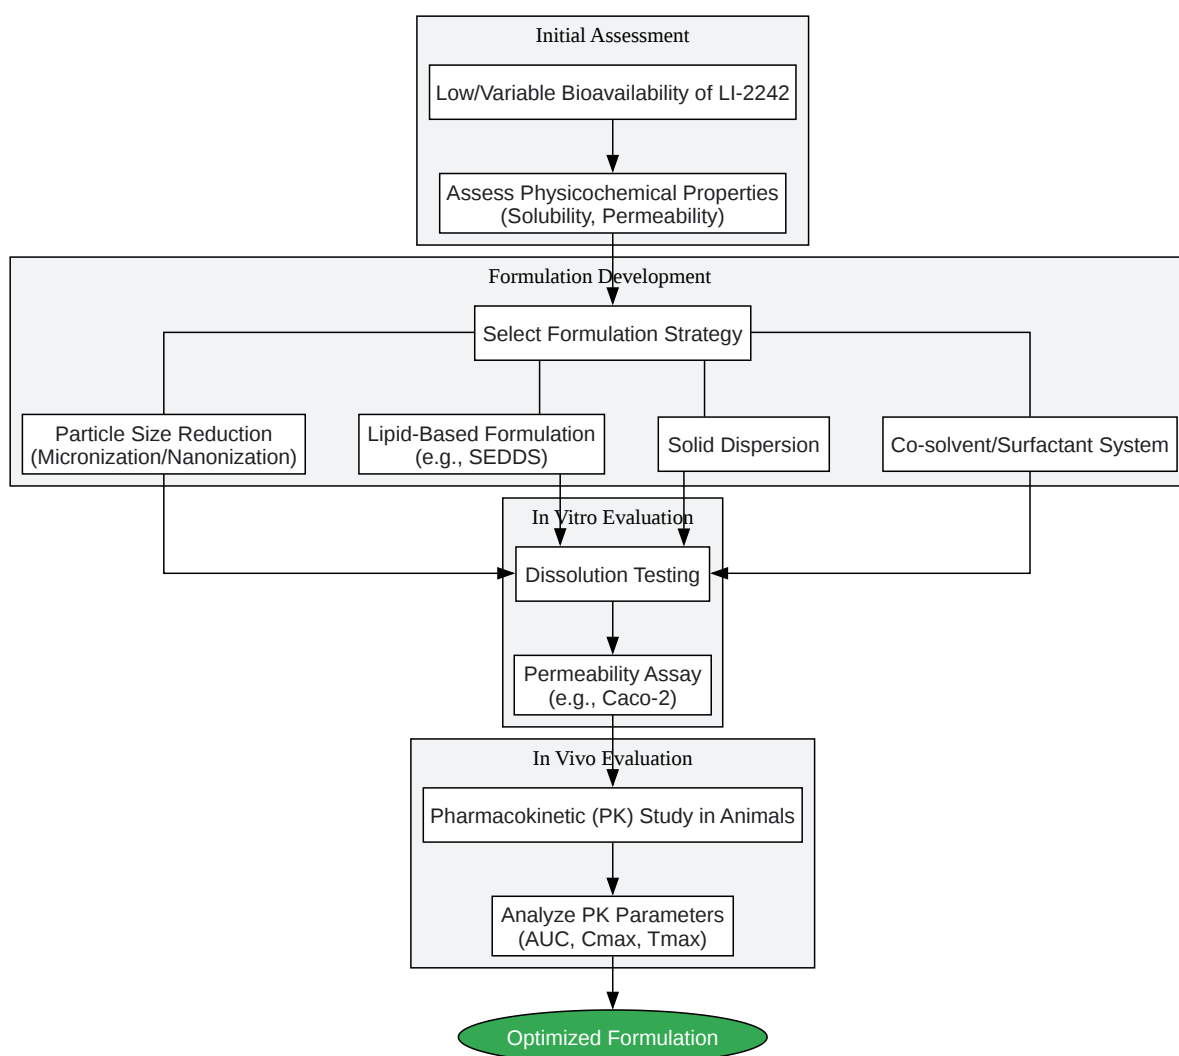 Initial Assessment
Low/Variable Bioavailability of LI-2242
Assess Physicochemical Properties
(Solubility, Permeability)
Formulation Development
Select Formulation Strategy
Particle Size Reduction
(Micronization/Nanonization)
Lipid-Based Formulation
(e.g., SEDDS)
Solid Dispersion
Co-solvent/Surfactant System
In Vitro Evaluation
Dissolution Testing
Permeability Assay
(e.g., Caco-2)
In Vivo Evaluation
Pharmacokinetic (PK) Study in Animals
Analyze PK Parameters
(AUC, Cmax, Tmax)
Optimized Formulation